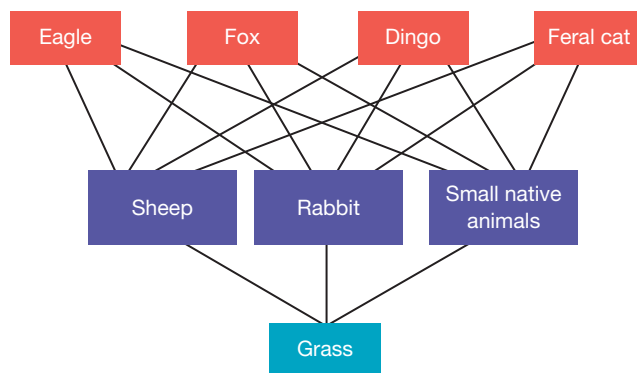 Eagle
Fox
Dingo
Feral cat
Sheep
Rabbit
Small native
animals
Grass